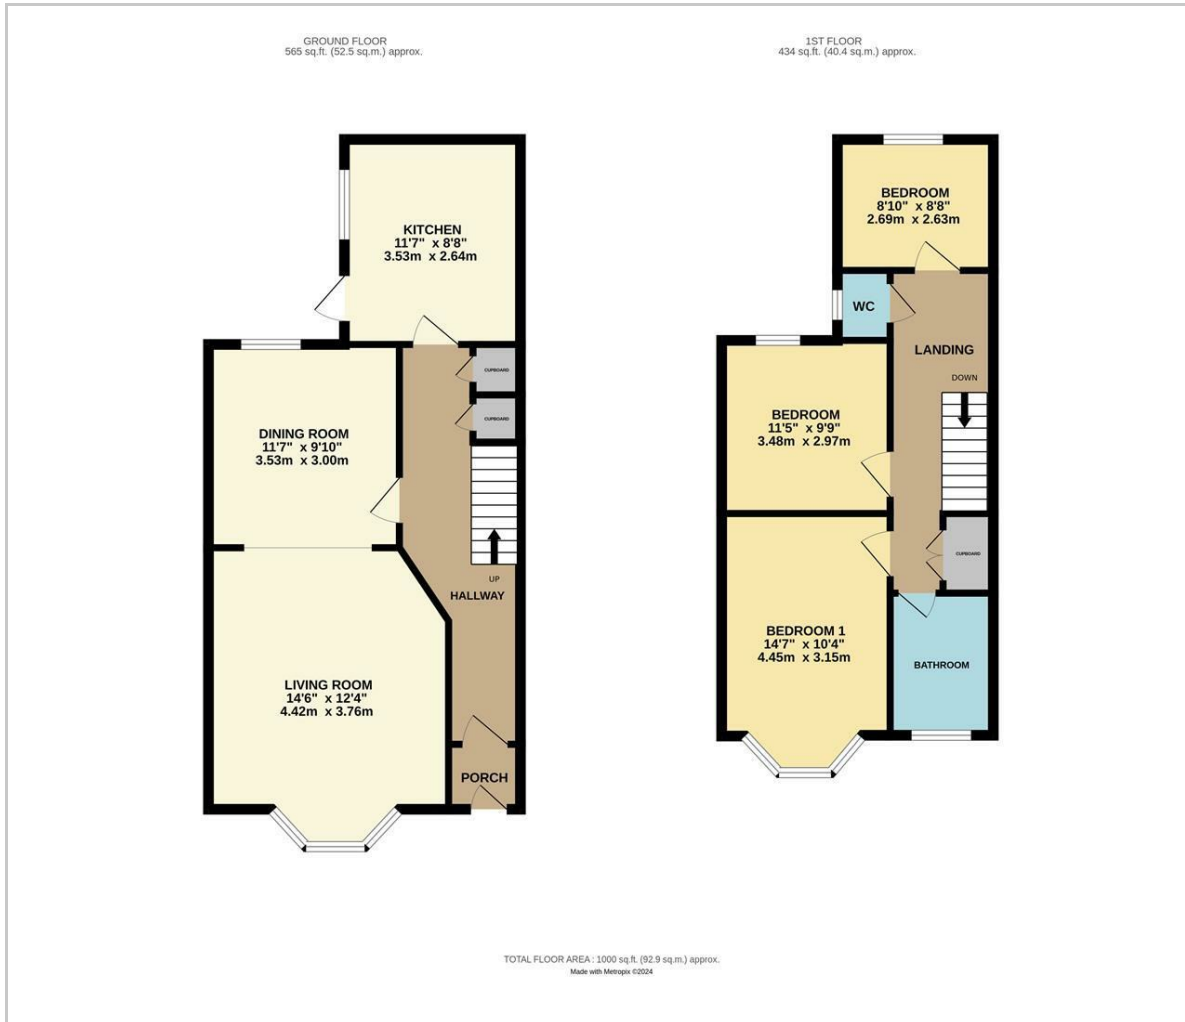 GROUND FLOOR
565 sq.ft. (52.5 sq.m.) approx.
KITCHEN
11'7" x 8'8"
3.53m x 2.64m
CUPBOARD
CUPBOARD
DINING ROOM
11'7" x 9'10"
3.53m x 3.00m
UP
HALLWAY
LIVING ROOM
14'6" x 12'4"
4.42m x 3.76m
PORCH
1ST FLOOR
434 sq.ft. (40.4 sq.m.) approx.
BEDROOM
8'10" x 8'8"
2.69m x 2.63m
WC
LANDING
DOWN
BEDROOM
11'5" x 9'9"
3.48m x 2.97m
CUPBOARD
BEDROOM 1
14'7" x 10'4"
4.45m x 3.15m
BATHROOM
TOTAL FLOOR AREA : 1000 sq.ft. (92.9 sq.m.) approx.
Made with Metropix ©2024